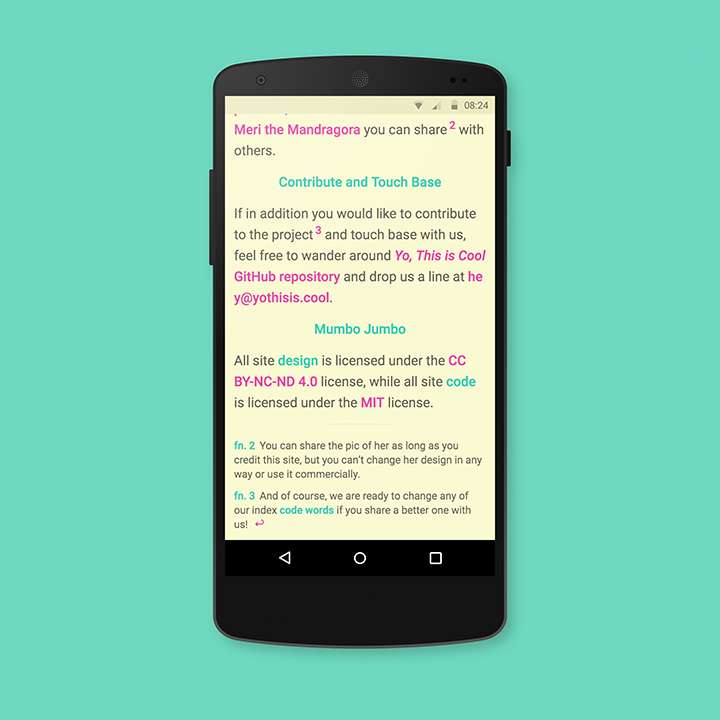 08:24
Meri the Mandragora you can share 2 with
others.
Contribute and Touch Base
If in addition you would like to contribute
to the project 3 and touch base with us,
feel free to wander around Yo, This is Cool
GitHub repository and drop us a line at he
y@yothisis.cool.
Mumbo Jumbo
All site design is licensed under the CC
BY-NC-ND 4.0 license, while all site code
is licensed under the MIT license.
fn. 2 You can share the pic of her as long as you
credit this site, but you can’t change her design in any
way or use it commercially.
fn. 3 And of course, we are ready to change any of
our index code words if you share a better one with
us! ↩